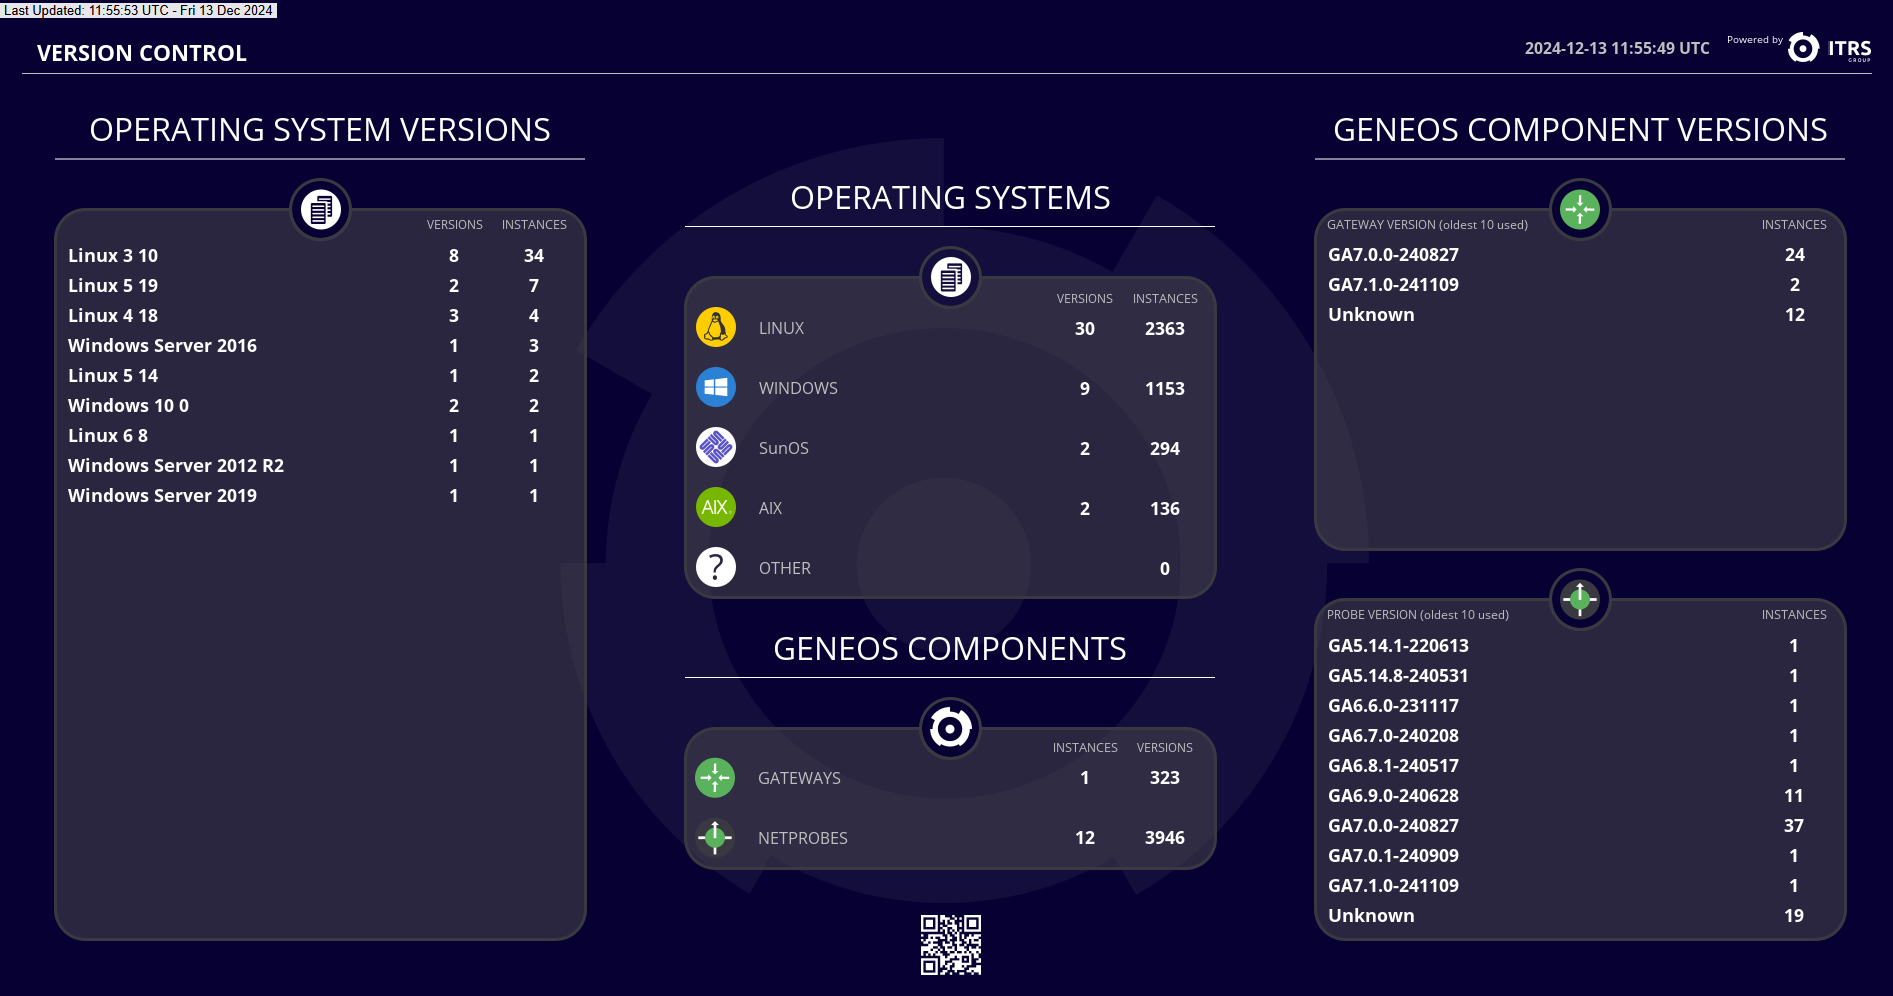 Last Updated: 11:55:53 UTC - Fri 13 Dec 2024
VERSION CONTROL
2024-12-13 11:55:49 UTC
Powered by
ITRS
GROUP
OPERATING SYSTEM VERSIONS
VERSIONS INSTANCES
Linux 3 10 8 34
Linux 5 19 2 7
Linux 4 18 3 4
Windows Server 2016 1 3
Linux 5 14 1 2
Windows 10 0 2 2
Linux 6 8 1 1
Windows Server 2012 R2 1 1
Windows Server 2019 1 1
OPERATING SYSTEMS
VERSIONS INSTANCES
LINUX 30 2363
WINDOWS 9 1153
SunOS 2 294
AIX AIX 2 136
? OTHER 0
GENEOS COMPONENTS
INSTANCES VERSIONS
GATEWAYS 1 323
NETPROBES 12 3946
GENEOS COMPONENT VERSIONS
GATEWAY VERSION (oldest 10 used) INSTANCES
GA7.0.0-240827 24
GA7.1.0-241109 2
Unknown 12
PROBE VERSION (oldest 10 used) INSTANCES
GA5.14.1-220613 1
GA5.14.8-240531 1
GA6.6.0-231117 1
GA6.7.0-240208 1
GA6.8.1-240517 1
GA6.9.0-240628 11
GA7.0.0-240827 37
GA7.0.1-240909 1
GA7.1.0-241109 1
Unknown 19